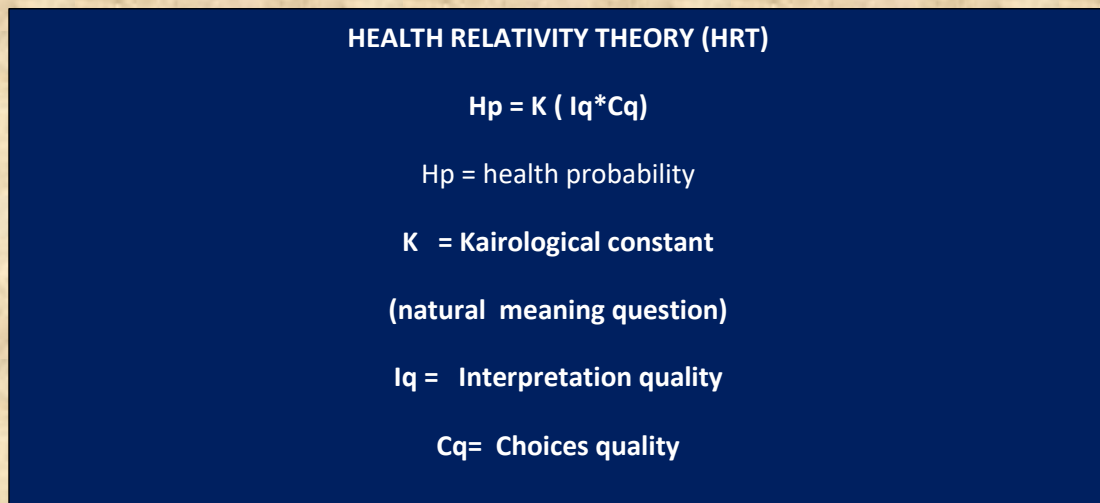 HEALTH RELATIVITY THEORY (HRT)
Hp = K ( Iq*Cq)
Hp = health probability
K   = Kairological constant
(natural  meaning question)
Iq =   Interpretation quality
Cq=  Choices quality